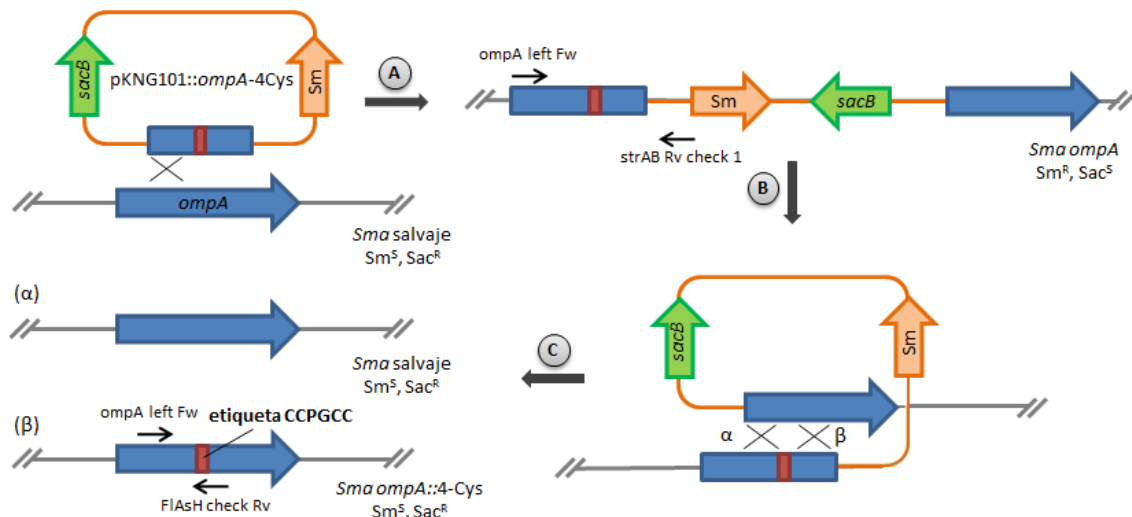 sacB
pKNG101::ompA-4Cys
Sm
A
ompA left Fw
Sm
sacB
strAB Rv check 1
Sma ompA
Smᴿ, Sacˢ
ompA
Sma salvaje
Smˢ, Sacᴿ
B
(α)
Sma salvaje
Smˢ, Sacᴿ
C
sacB
Sm
α
β
(β)
ompA left Fw
etiqueta CCPGCC
FlAsH check Rv
Sma ompA::4-Cys
Smˢ, Sacᴿ